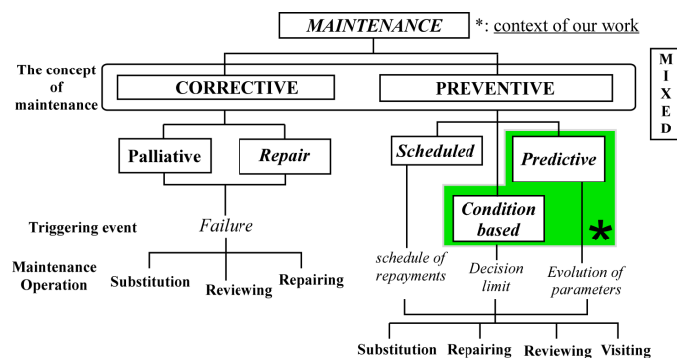 MAINTENANCE *: context of our work
The concept
of
maintenance
CORRECTIVE PREVENTIVE
M
I
X
E
D
Palliative Repair Scheduled Predictive
Condition
based
*
Triggering event Failure
schedule of
repayments
Decision
limit
Evolution of
parameters
Maintenance
Operation
Substitution Reviewing Repairing
Substitution Repairing Reviewing Visiting